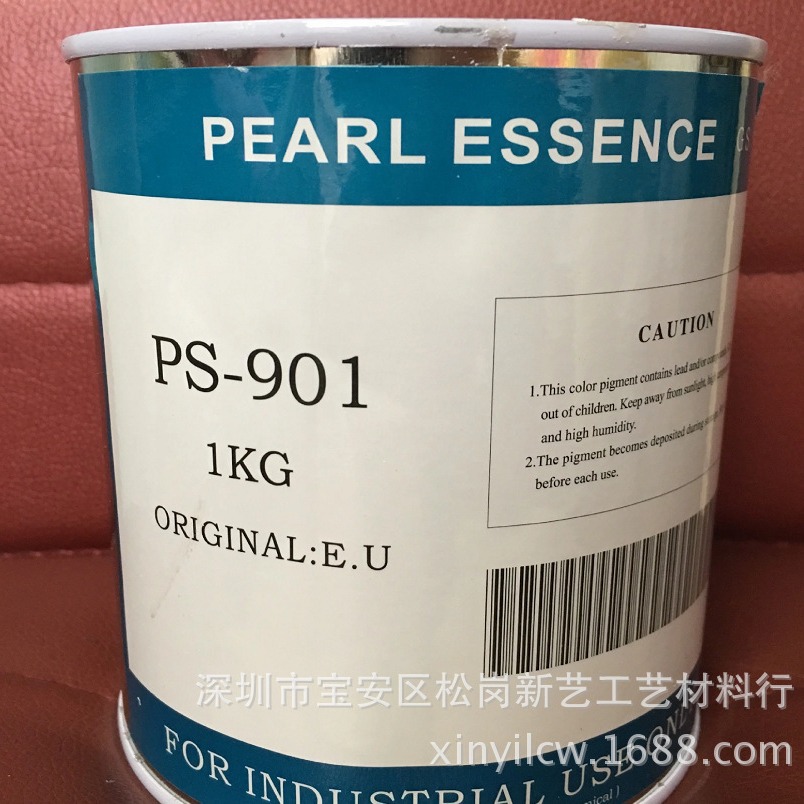 PEARL ESSENCE
PS-901
1KG
ORIGINAL:E.U
CAUTION
1.This color pigment contains lead and/or
out of children. Keep away from sunlight,
and high humidity.
2.The pigment becomes deposited during
before each use.
深圳市宝安区松岗新艺工艺材料行
xinyilcw.1688.com
FOR INDUSTRIAL USE ONLY